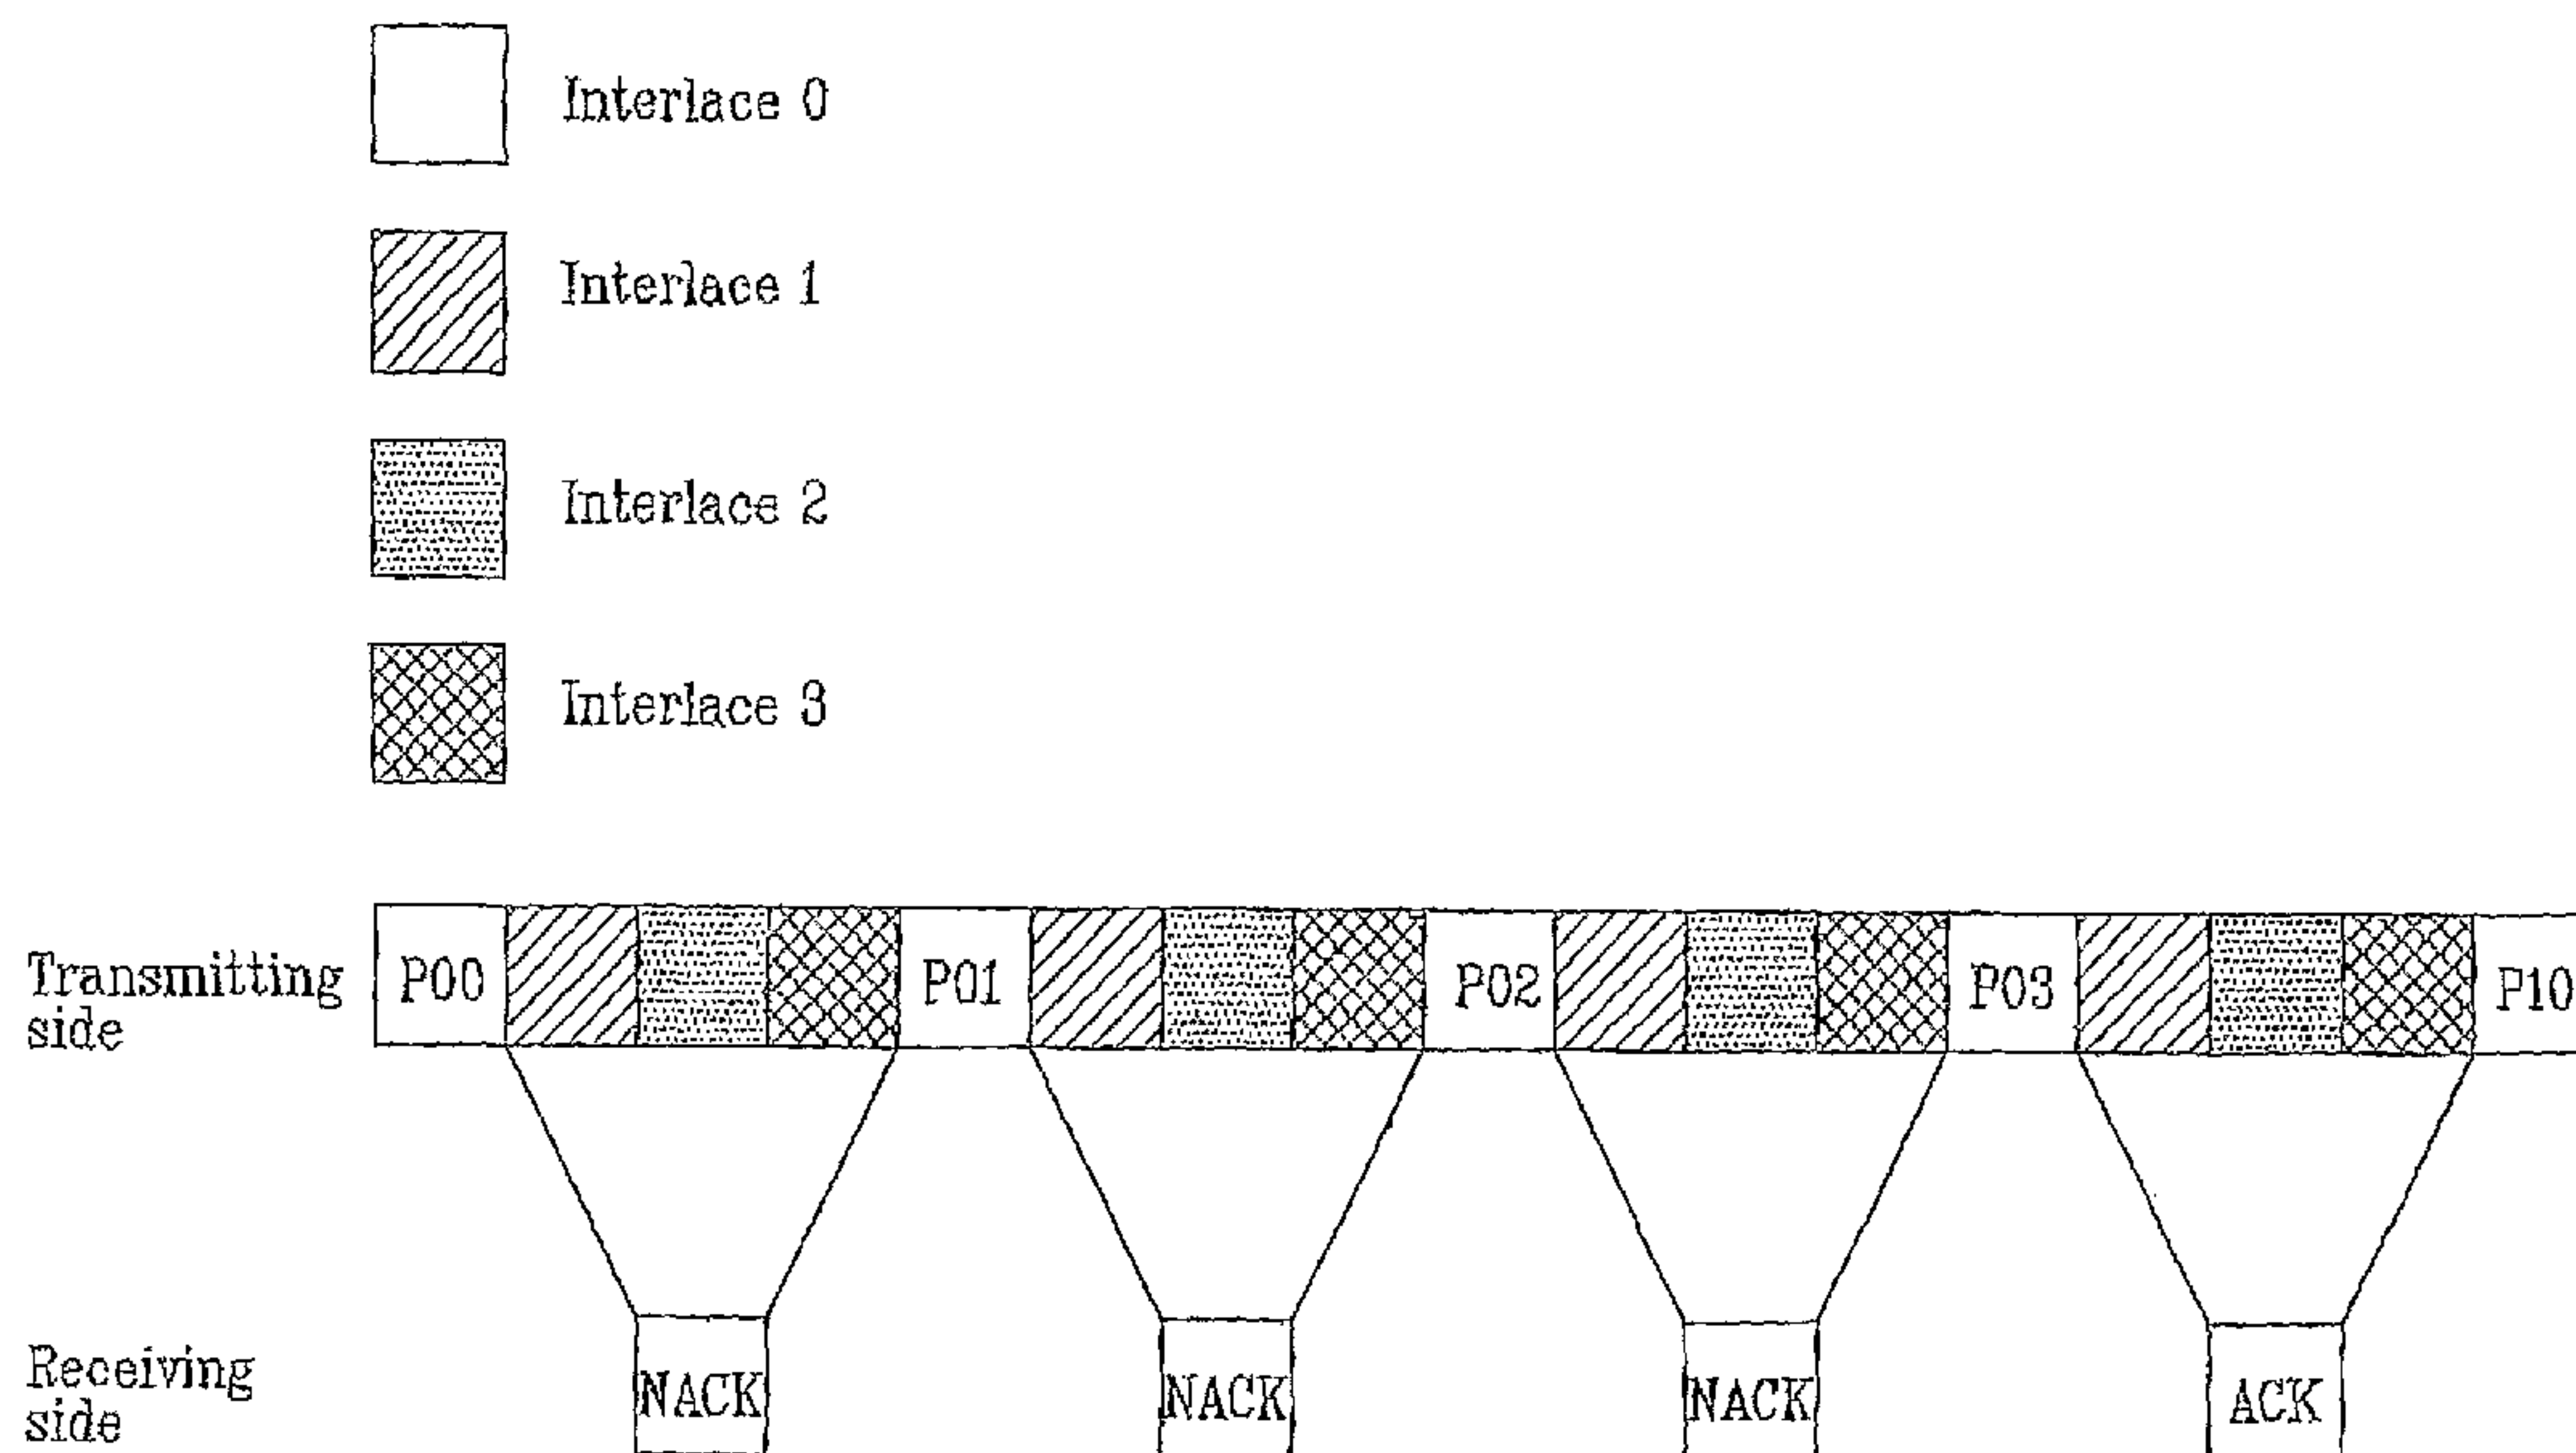 Interlace 0
Interlace 1
Interlace 2
Interlace 3
Transmitting
side
P00 P01 P02 P03 P10
Receiving
side
NACK NACK NACK ACK